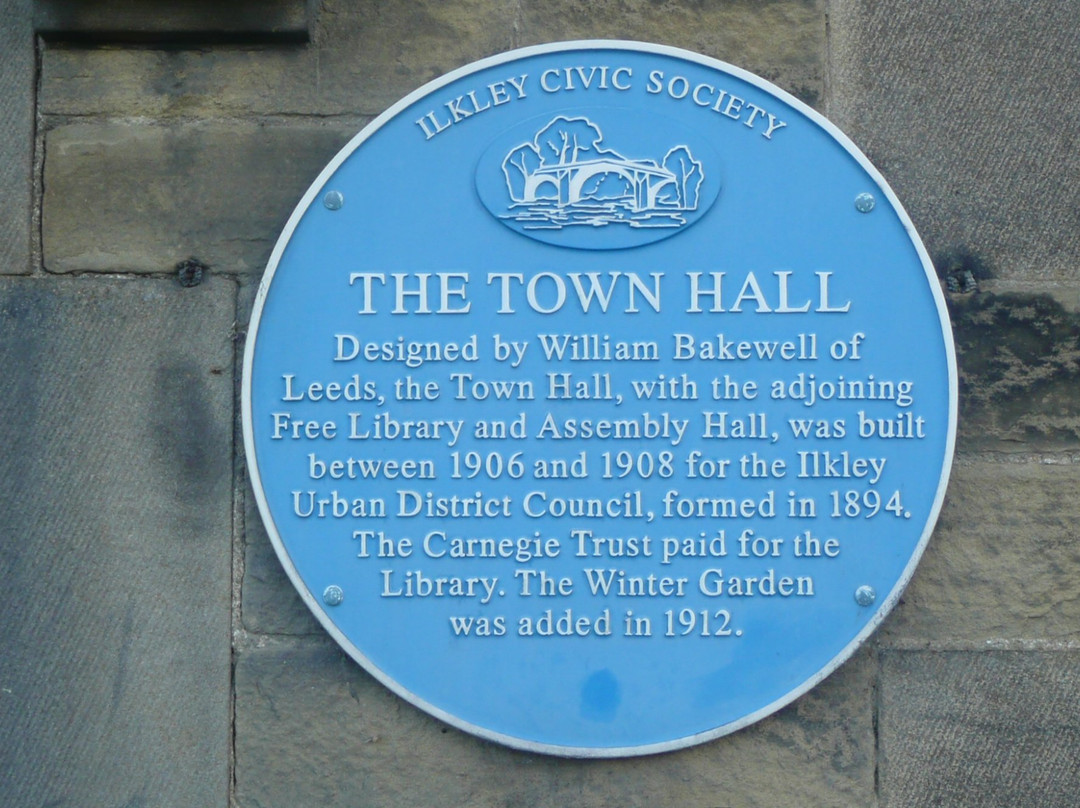 ILKLEY CIVIC SOCIETY
THE TOWN HALL
Designed by William Bakewell of
Leeds, the Town Hall, with the adjoining
Free Library and Assembly Hall, was built
between 1906 and 1908 for the Ilkley
Urban District Council, formed in 1894.
The Carnegie Trust paid for the
Library. The Winter Garden
was added in 1912.